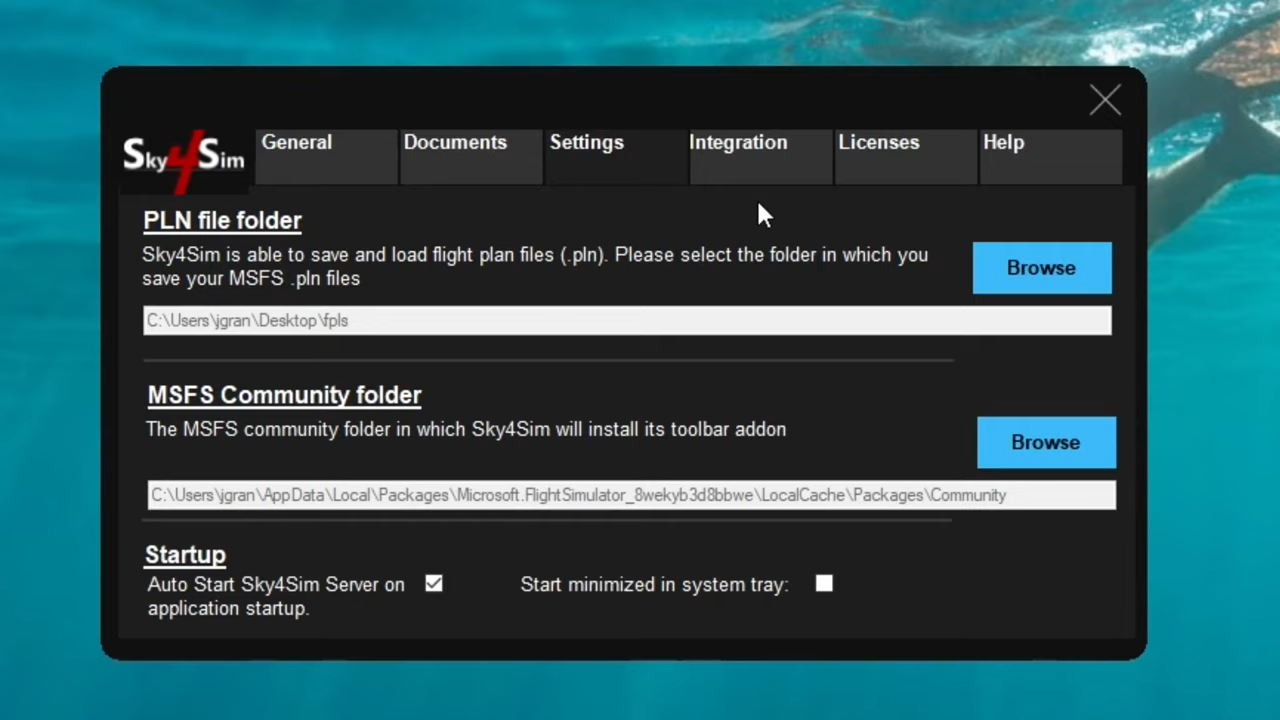 Sky4Sim
General
Documents
Settings
Integration
Licenses
Help
PLN file folder
Sky4Sim is able to save and load flight plan files (.pln). Please select the folder in which you
save your MSFS .pln files
Browse
C:\Users\jgran\Desktop\fpls
MSFS Community folder
The MSFS community folder in which Sky4Sim will install its toolbar addon
Browse
C:\Users\jgran\AppData\Local\Packages\Microsoft.FlightSimulator_8wekyb3d8bbwe\LocalCache\Packages\Community
Startup
Auto Start Sky4Sim Server on
application startup.
Start minimized in system tray: